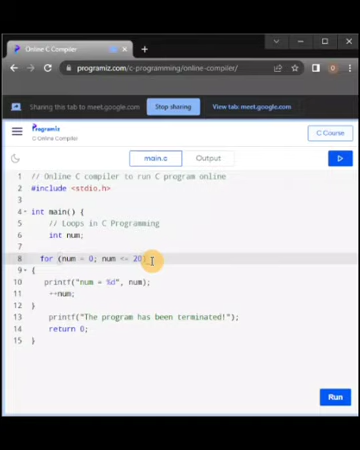 Online C Compiler
programiz.com/c-programming/online-compiler/
Sharing this tab to meet.google.com
Stop sharing
View tab: meet.google.com
Programiz
C Online Compiler
C Course
main.c
Output
1 // Online C compiler to run C program online
2 #include <stdio.h>
3
4 int main() {
5 // Loops in C Programming
6 int num;
7
8 for (num = 0; num <= 20)
9 {
10 printf("num = %d", num);
11 --num;
12 }
13 printf("The program has been terminated!");
14 return 0;
15 }
Run